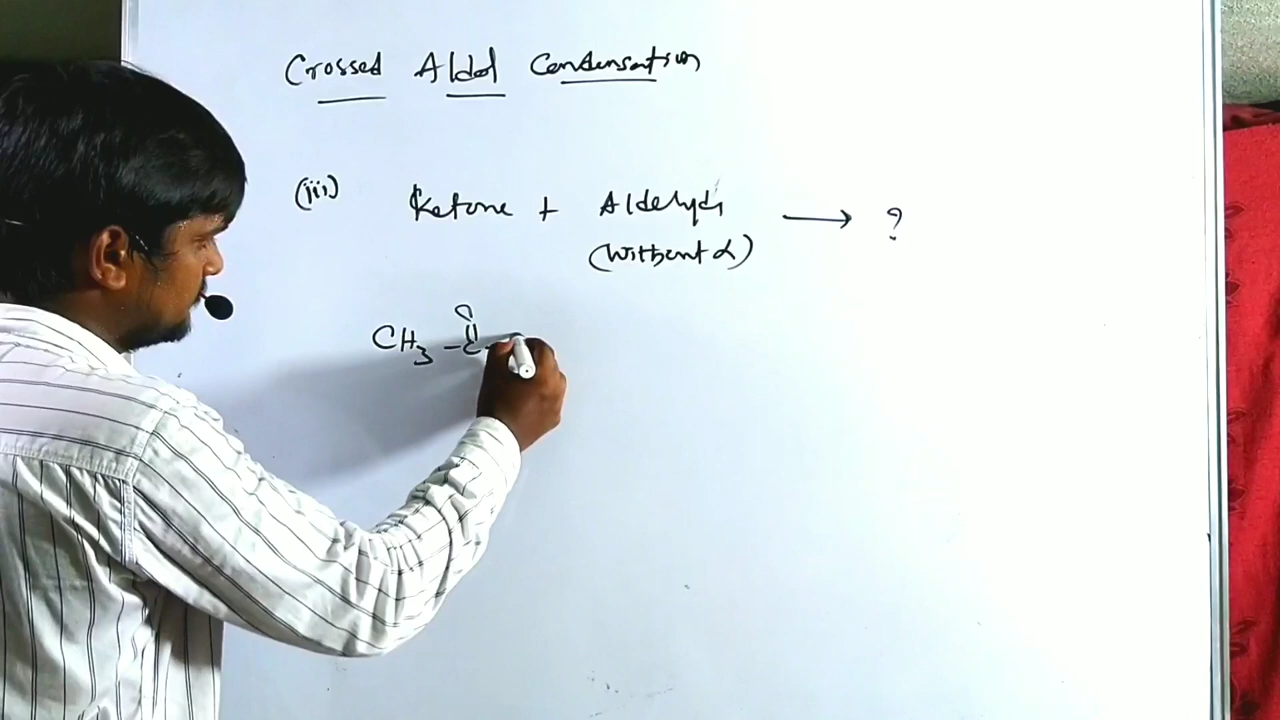 Crossed Aldol Condensation
(iii) Ketone + Aldehyde → ?
(Without α)
O
CH3 - C -